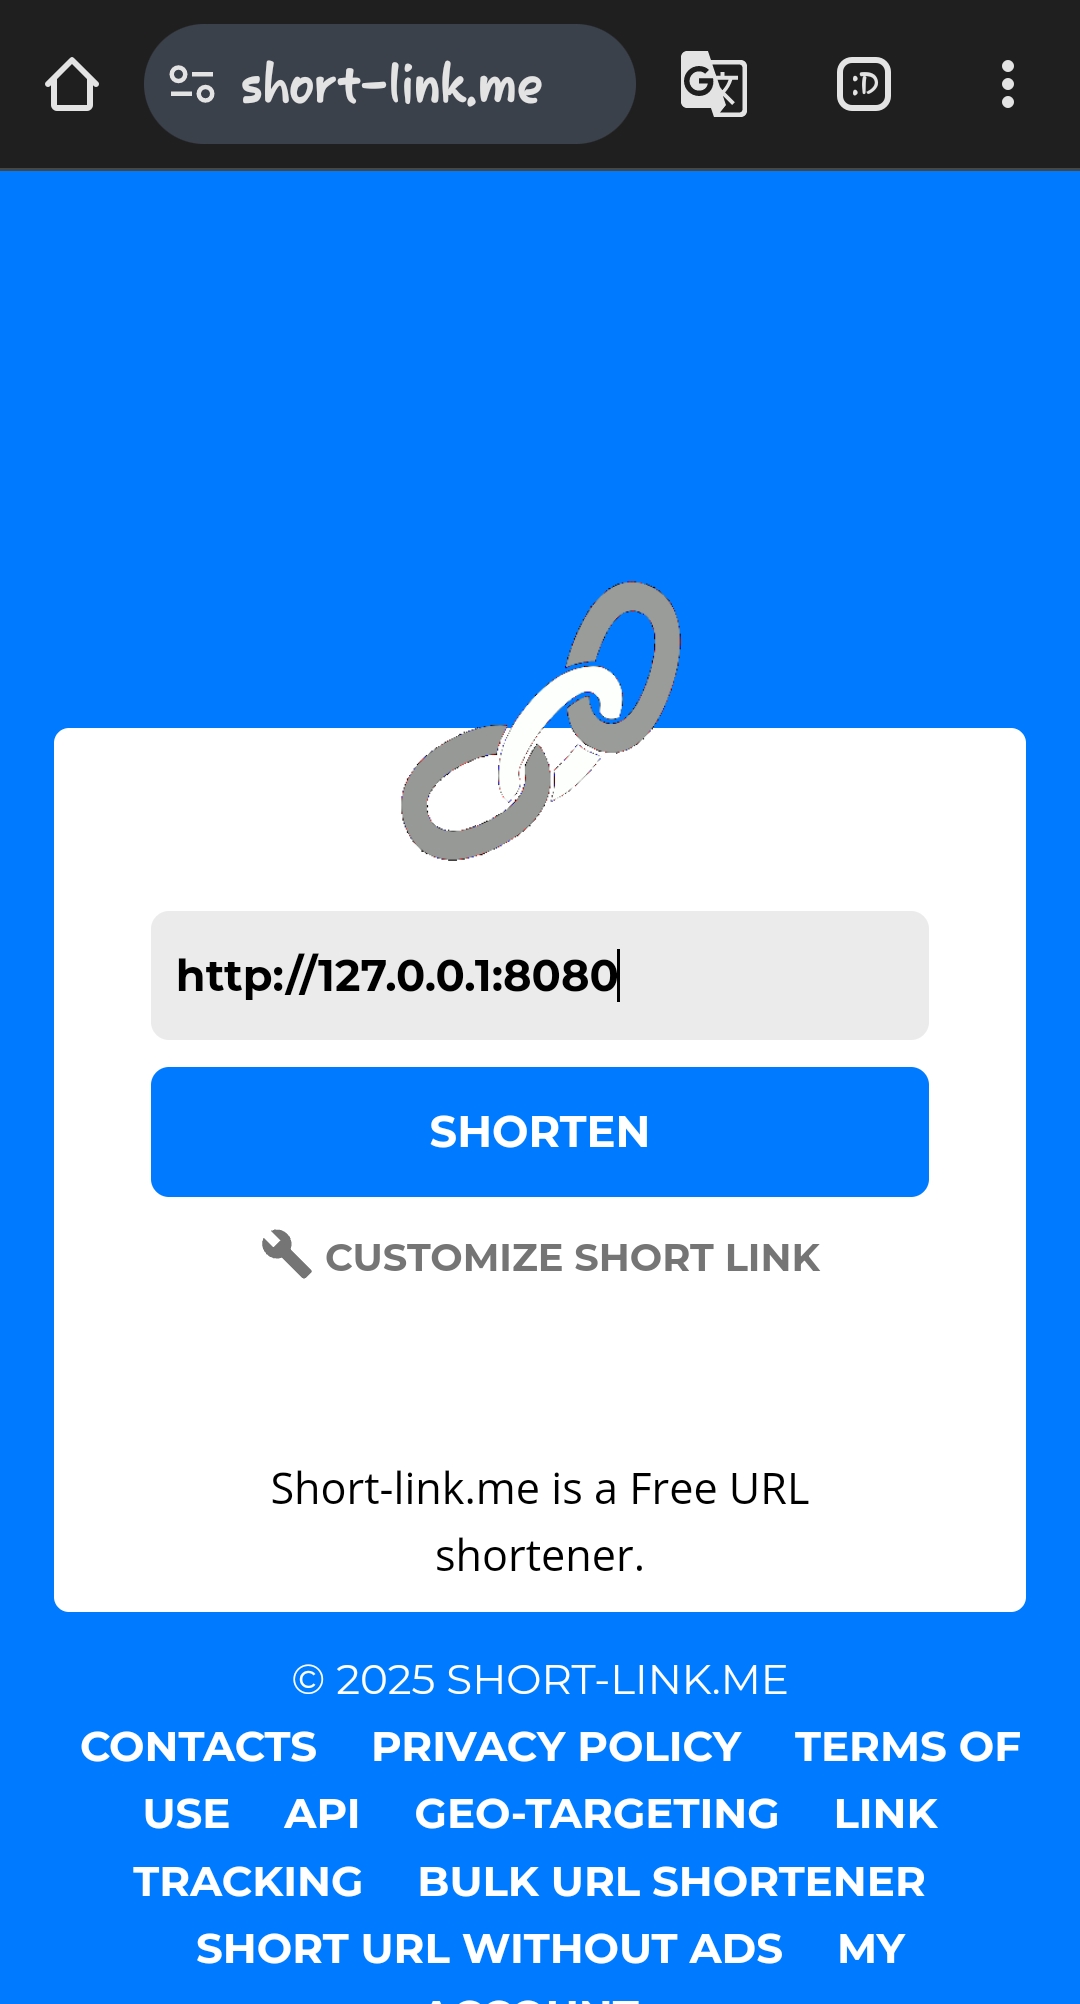 short-link.me
:D
http://127.0.0.1:8080
SHORTEN
CUSTOMIZE SHORT LINK
Short-link.me is a Free URL
shortener.
© 2025 SHORT-LINK.ME
CONTACTS PRIVACY POLICY TERMS OF
USE API GEO-TARGETING LINK
TRACKING BULK URL SHORTENER
SHORT URL WITHOUT ADS MY